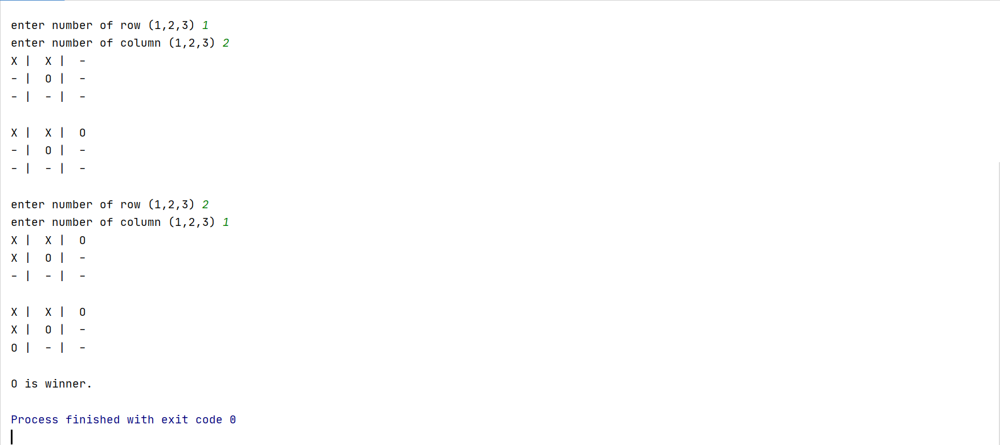 enter number of row (1,2,3) 1
enter number of column (1,2,3) 2
X |  X |  -
- |  O |  -
- |  - |  -
X |  X |  O
- |  O |  -
- |  - |  -
enter number of row (1,2,3) 2
enter number of column (1,2,3) 1
X |  X |  O
X |  O |  -
- |  - |  -
X |  X |  O
X |  O |  -
O |  - |  -
O is winner.
Process finished with exit code 0